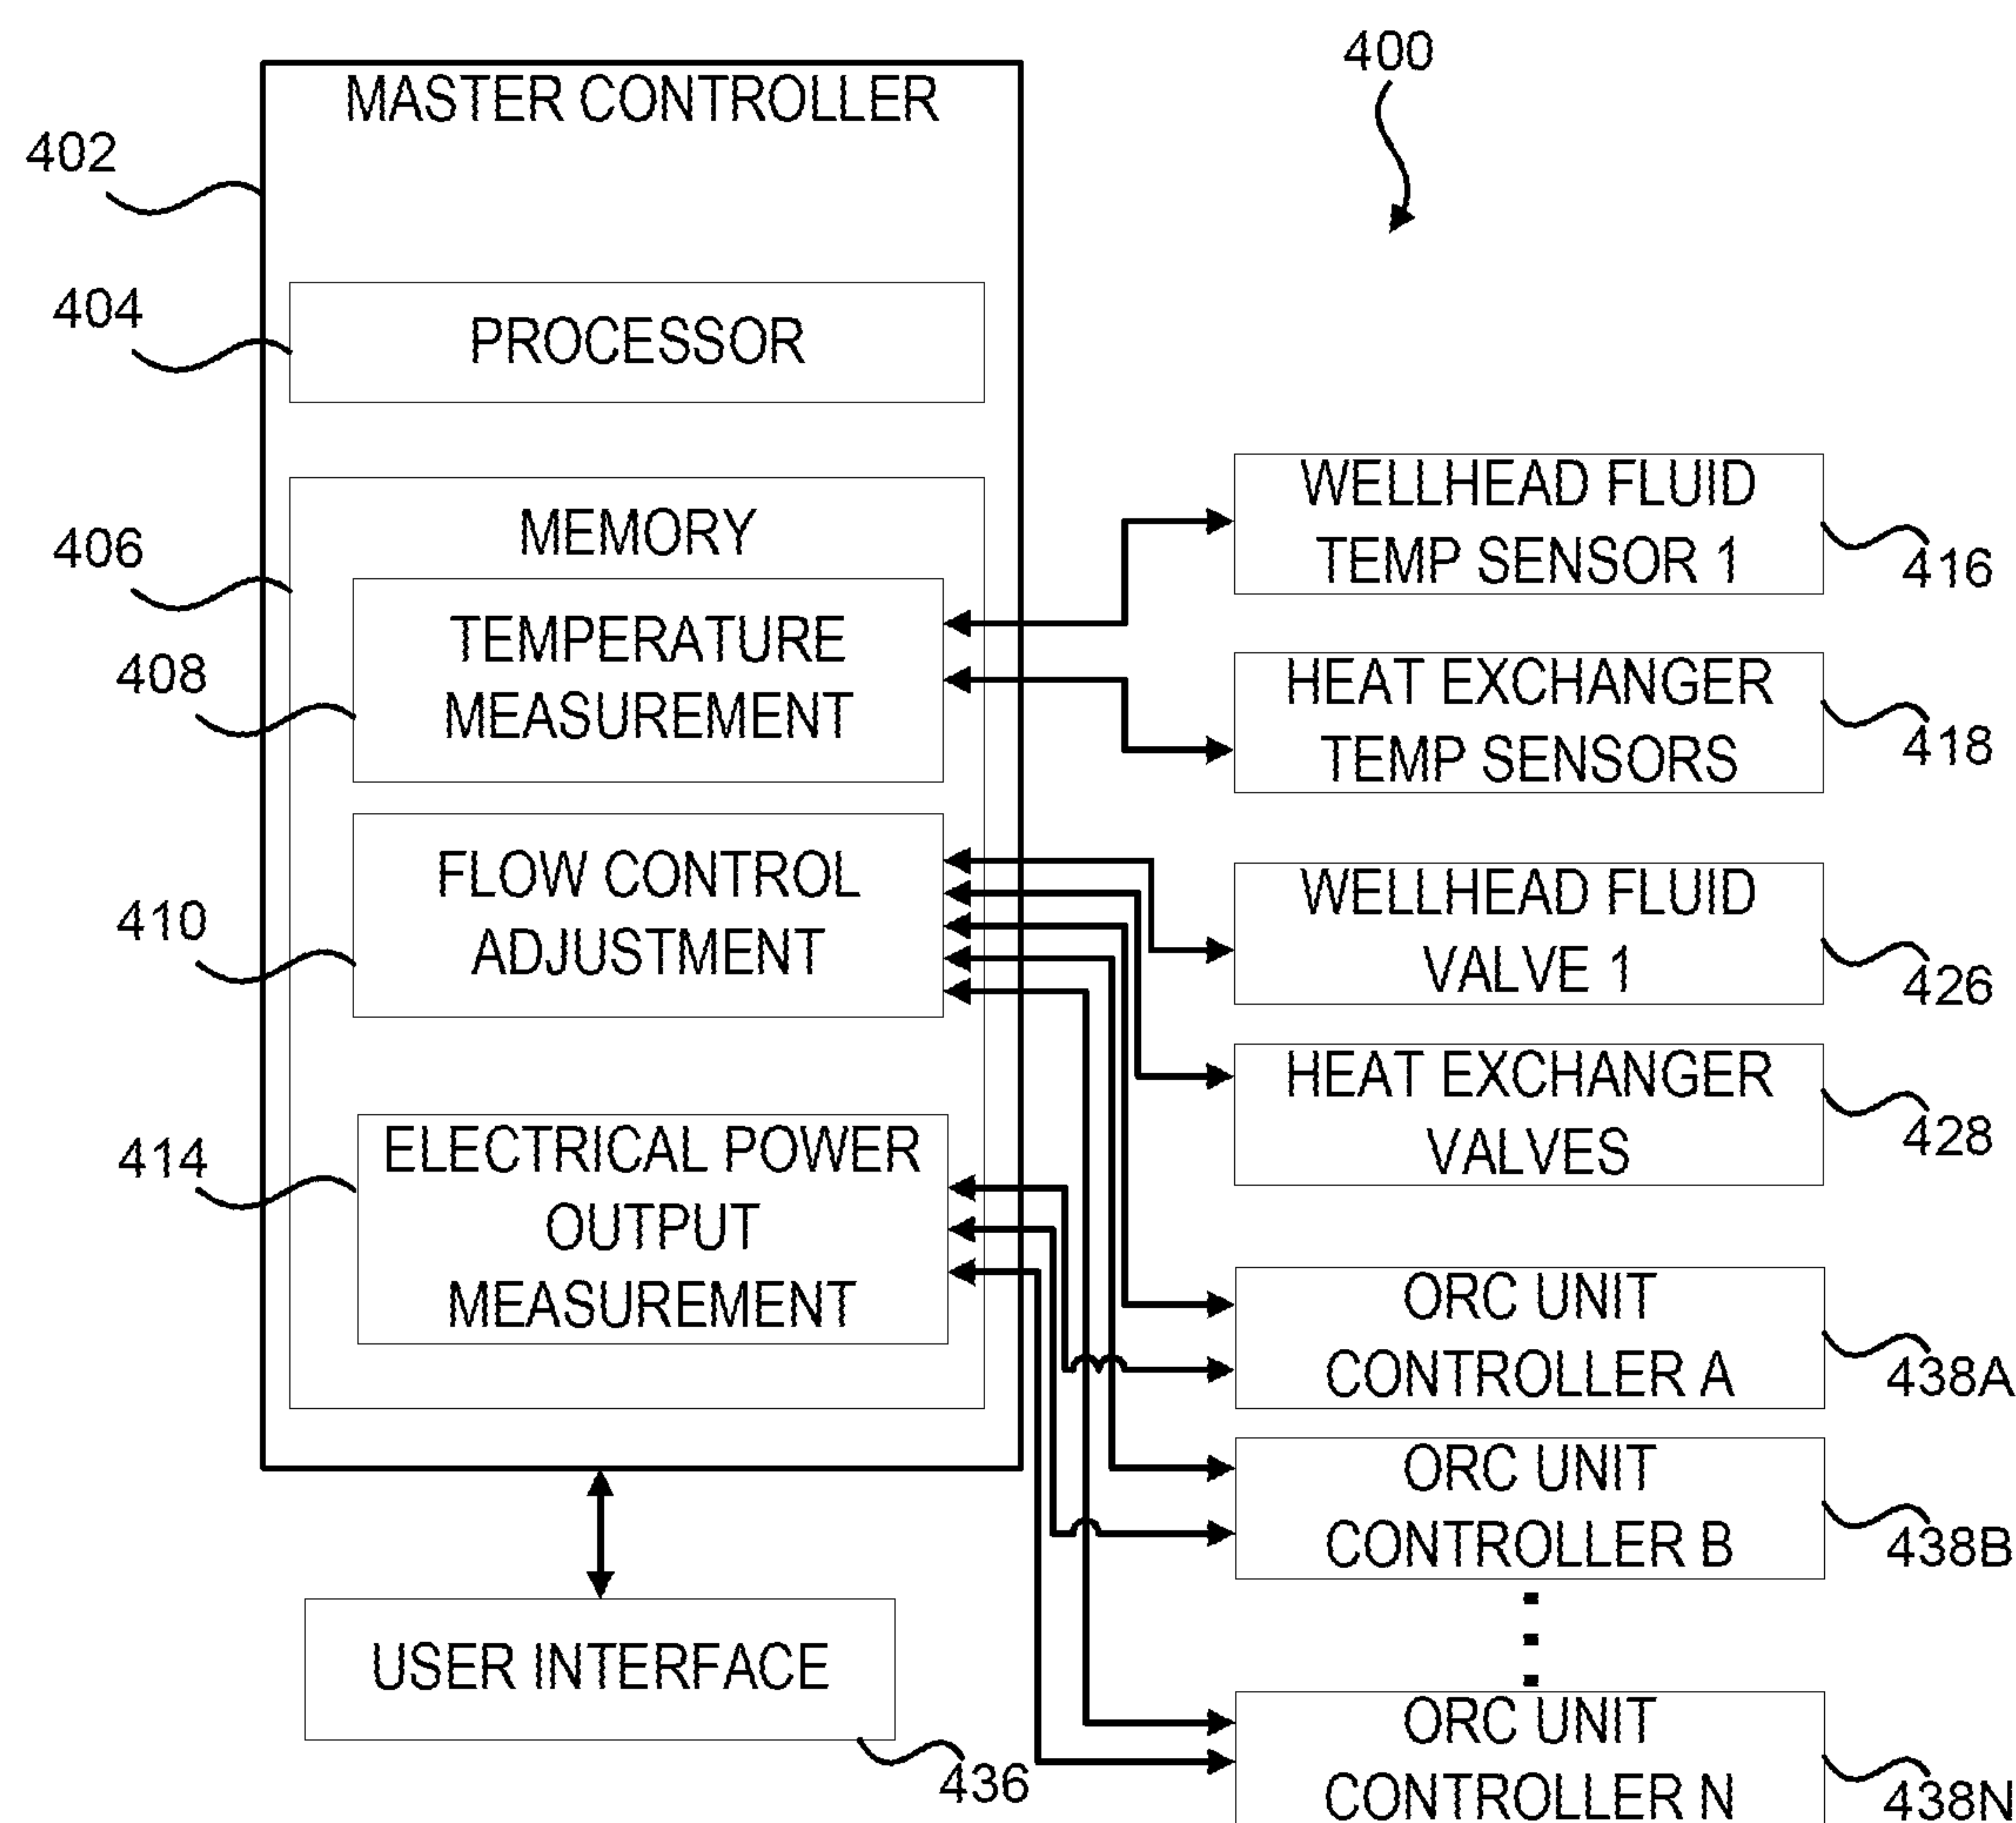 400
MASTER CONTROLLER
402
404
PROCESSOR
406
MEMORY
408
TEMPERATURE
MEASUREMENT
410
FLOW CONTROL
ADJUSTMENT
414
ELECTRICAL POWER
OUTPUT
MEASUREMENT
USER INTERFACE
436
WELLHEAD FLUID
TEMP SENSOR 1
416
HEAT EXCHANGER
TEMP SENSORS
418
WELLHEAD FLUID
VALVE 1
426
HEAT EXCHANGER
VALVES
428
ORC UNIT
CONTROLLER A
438A
ORC UNIT
CONTROLLER B
438B
ORC UNIT
CONTROLLER N
438N